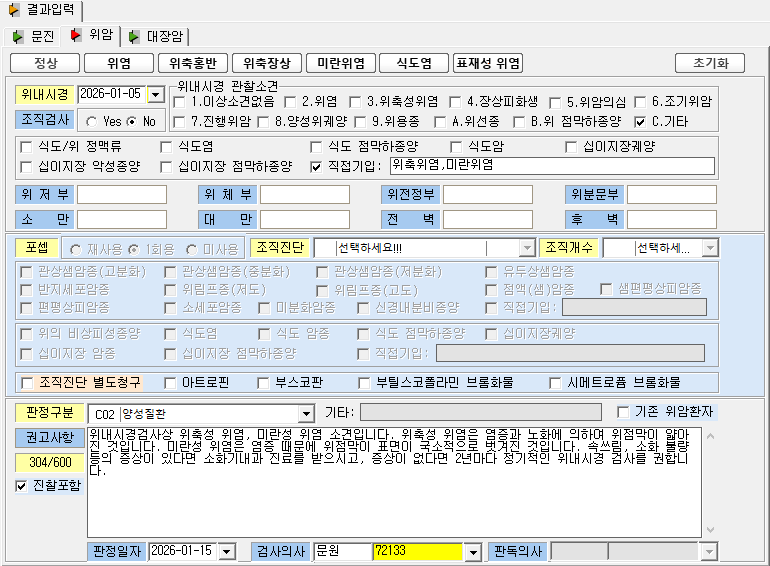 결과입력
문진 위암 대장암
정상 위염 위축홍반 위축장상 미란위염 식도염 표재성 위염 초기화
위내시경 2026-01-05 위내시경 관찰소견
1.이상소견없음 2.위염 3.위축성위염 4.장상피화생 5.위암의심 6.조기위암
조직검사 Yes No 7.진행위암 8.양성위궤양 9.위용종 A.위선종 B.위 점막하종양 C.기타
식도/위 정맥류 식도염 식도 점막하종양 식도암 십이지장궤양
십이지장 악성종양 십이지장 점막하종양 직접기입: 위축위염,미란위염
위 저 부 위 체 부 위전정부 위분문부
소 만 대 만 전 벽 후 벽
포셉 재사용 1회용 미사용 조직진단 선택하세요!!! 조직개수 선택하세...
관상샘암종(고분화) 관상샘암종(중분화) 관상샘암종(저분화) 유두상샘암종
반지세포암종 위림프종(저도) 위림프종(고도) 점액(샘)암종 샘편평상피암종
편평상피암종 소세포암종 미분화암종 신경내분비종양 직접기입:
위의 비상피성종양 식도염 식도 암종 식도 점막하종양 십이지장궤양
십이지장 암종 십이지장 점막하종양 직접기입:
조직진단 별도청구 아트로핀 부스코판 부틸스코폴라민 브롬화물 시메트로퓸 브롬화물
판정구분 C02 양성질환 기타: 기존 위암환자
권고사항 위내시경검사상 위축성 위염, 미란성 위염 소견입니다. 위축성 위염은 염증과 노화에 의하여 위점막이 얇아
진 것입니다. 미란성 위염은 염증 때문에 위점막이 표면이 국소적으로 벗겨진 것입니다. 속쓰림, 소화 불량
304/600 등의 증상이 있다면 소화기내과 진료를 받으시고, 증상이 없다면 2년마다 정기적인 위내시경 검사를 권합니
다.
진찰포함
판정일자 2026-01-15 검사의사 문원 72133 판독의사